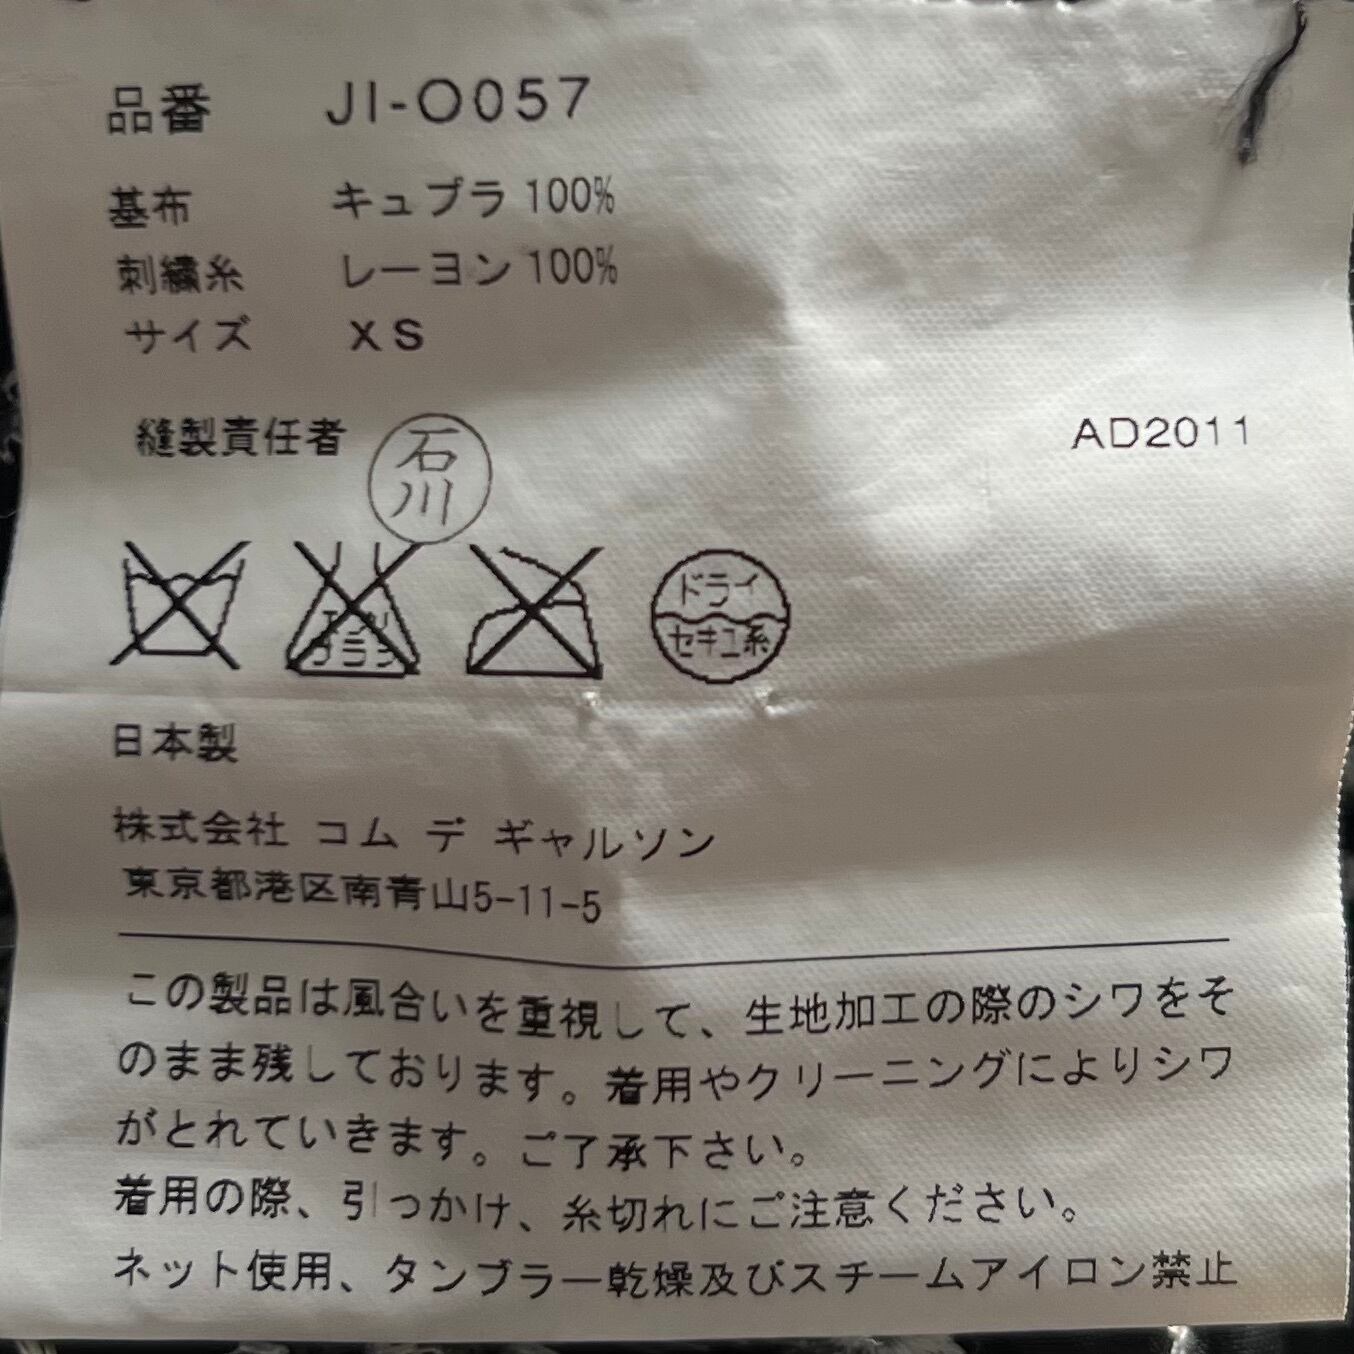 品番 JI-O057
基布 キュプラ 100%
刺繍糸 レーヨン 100%
サイズ XS
縫製責任者 石川
AD2011
エンソサラシ
ドライ
セキユ系
日本製
株式会社 コム デ ギャルソン
東京都港区南青山5-11-5
この製品は風合いを重視して、生地加工の際のシワをそ
のまま残しております。着用やクリーニングによりシワ
がとれていきます。ご了承下さい。
着用の際、引っかけ、糸切れにご注意ください。
ネット使用、タンブラー乾燥及びスチームアイロン禁止